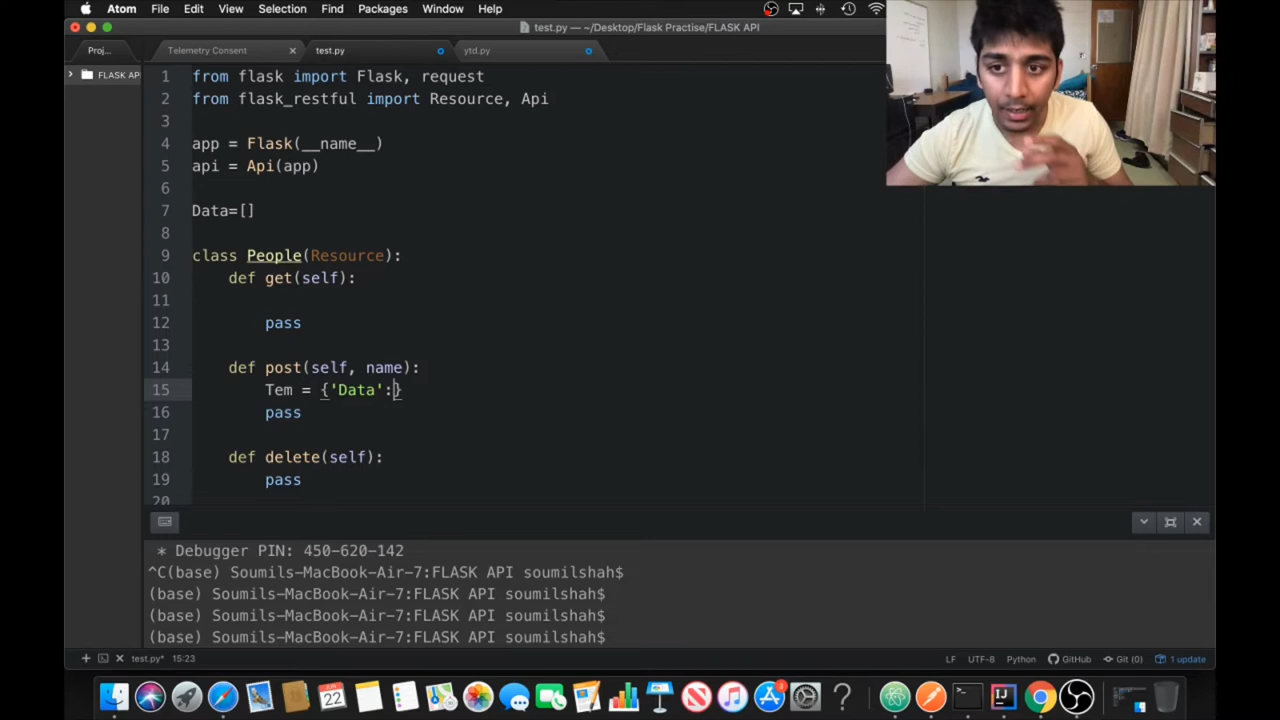 Atom File Edit View Selection Find Packages Window Help
test.py — ~/Desktop/Flask Practise/FLASK API
Proj... Telemetry Consent test.py ytd.py
FLASK AP
1 from flask import Flask, request
2 from flask_restful import Resource, Api
3
4 app = Flask(__name__)
5 api = Api(app)
6
7 Data=[]
8
9 class People(Resource):
10 def get(self):
11
12 pass
13
14 def post(self, name):
15 Tem = {'Data':}
16 pass
17
18 def delete(self):
19 pass
20
* Debugger PIN: 450-620-142
^C(base) Soumils-MacBook-Air-7:FLASK API soumilshah$
(base) Soumils-MacBook-Air-7:FLASK API soumilshah$
(base) Soumils-MacBook-Air-7:FLASK API soumilshah$
(base) Soumils-MacBook-Air-7:FLASK API soumilshah$
test.py* 15:23 LF UTF-8 Python GitHub Git (0) 1 update
22